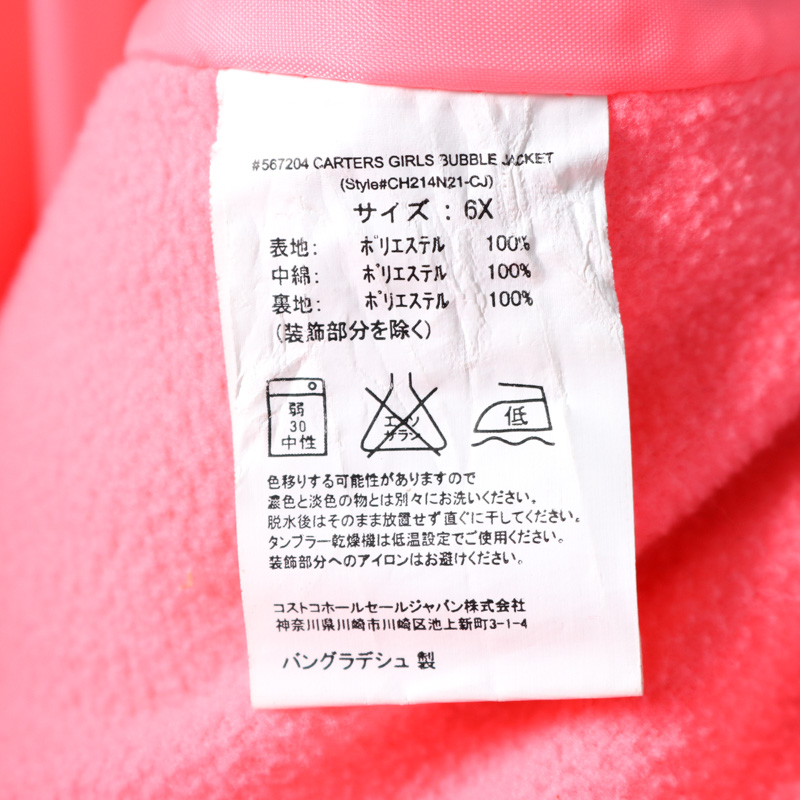 #567204 CARTERS GIRLS BUBBLE JACKET
(Style#CH214N21-CJ)
サイズ : 6X
表地: ポリエステル 100%
中綿: ポリエステル 100%
裏地: ポリエステル 100%
(装飾部分を除く)
弱
30
中性
エンソ
サラシ
低
色移りする可能性がありますので
濃色と淡色の物とは別々にお洗いください。
脱水後はそのまま放置せず直ぐに干してください。
タンブラー乾燥機は低温設定でご使用ください。
装飾部分へのアイロンはお避けください。
コストコホールセールジャパン株式会社
神奈川県川崎市川崎区池上新町3-1-4
バングラデシュ 製